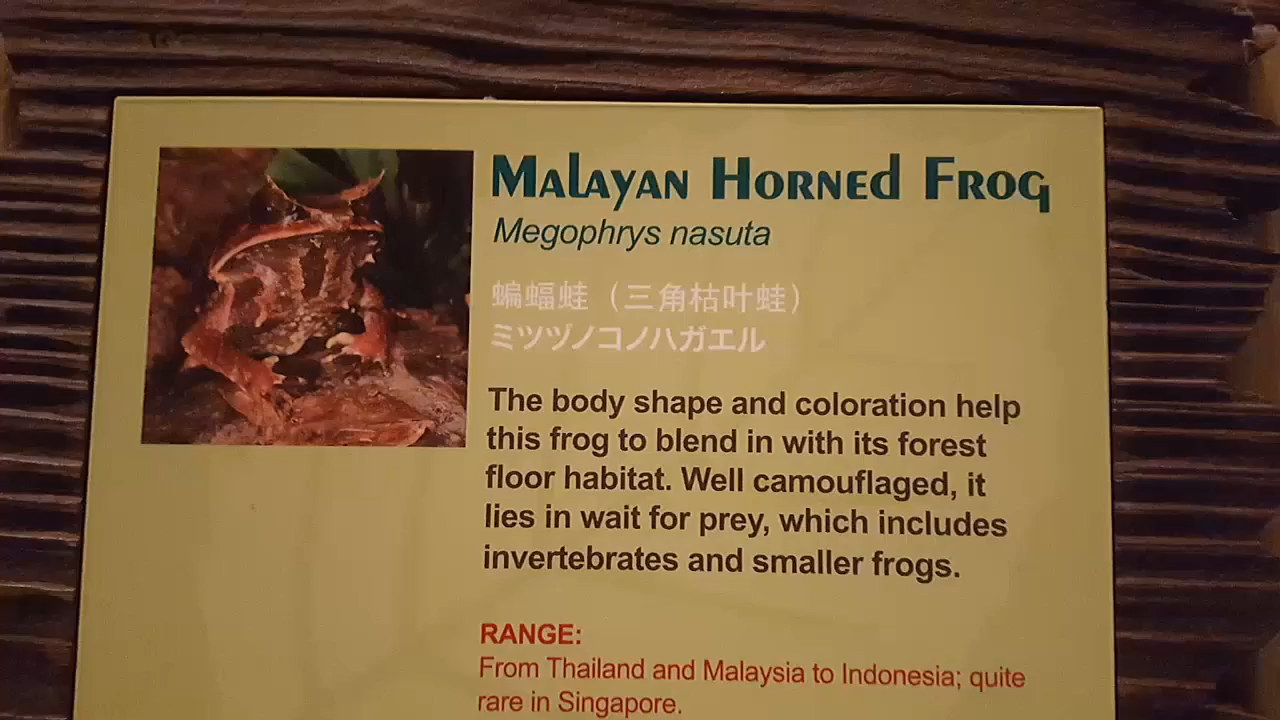 Malayan Horned Frog
Megophrys nasuta
蝙蝠蛙（三角枯叶蛙）
ミツヅノコノハガエル
The body shape and coloration help
this frog to blend in with its forest
floor habitat. Well camouflaged, it
lies in wait for prey, which includes
invertebrates and smaller frogs.
RANGE:
From Thailand and Malaysia to Indonesia; quite
rare in Singapore.